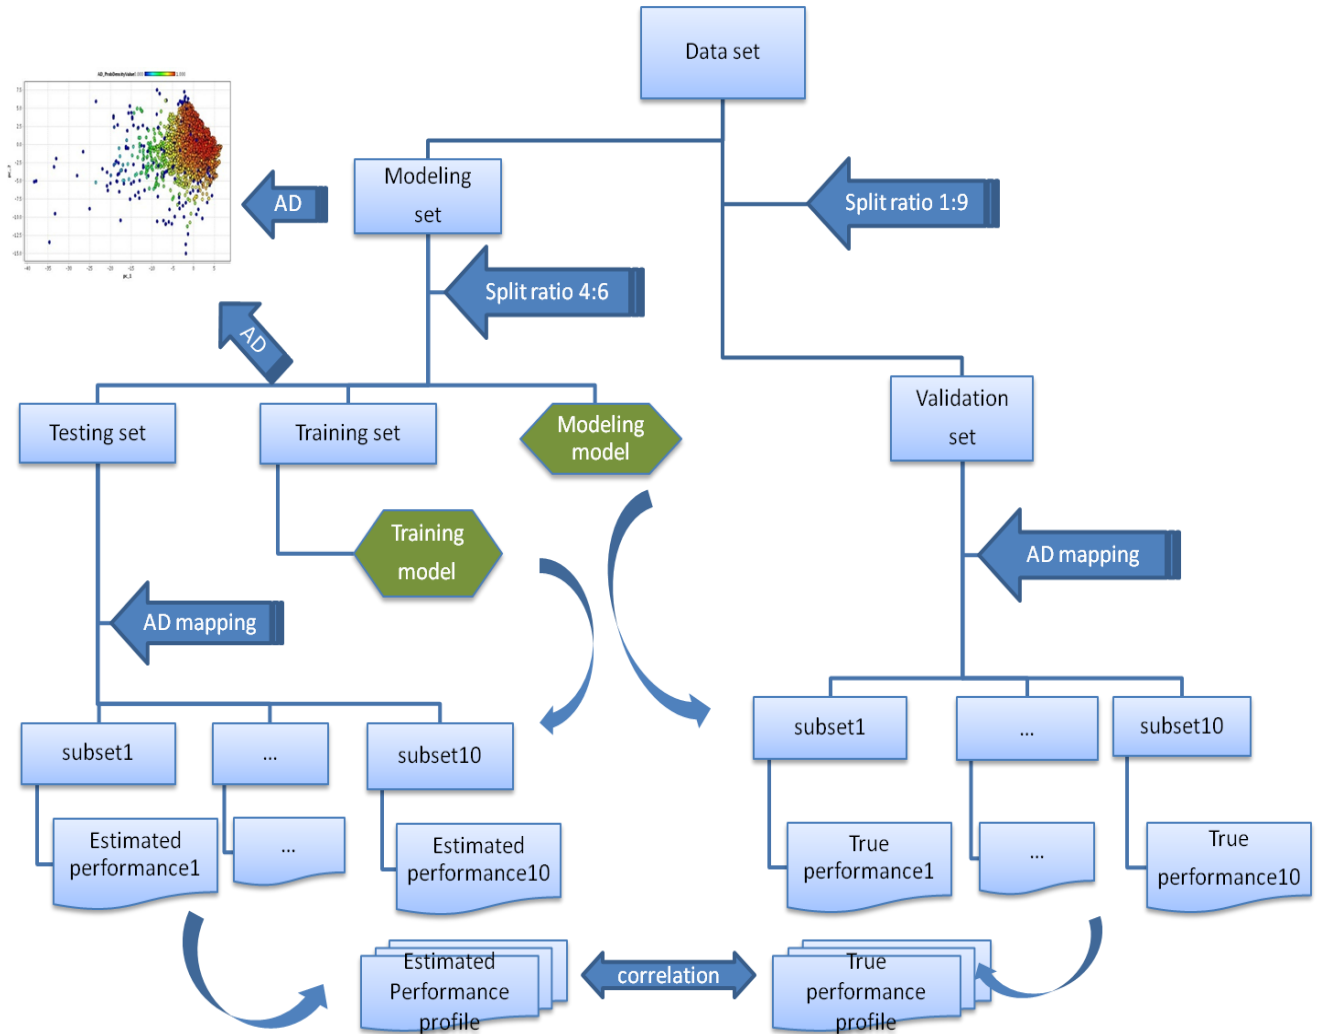 Data set
AD_ProbDensityValue
Modeling
set
AD
Split ratio 1:9
Split ratio 4:6
AD
Testing set
Training set
Modeling
model
Validation
set
Training
model
AD mapping
AD mapping
subset1
...
subset10
subset1
...
subset10
Estimated
performance1
...
Estimated
performance10
True
performance1
...
True
performance10
Estimated
Performance
profile
correlation
True
performance
profile